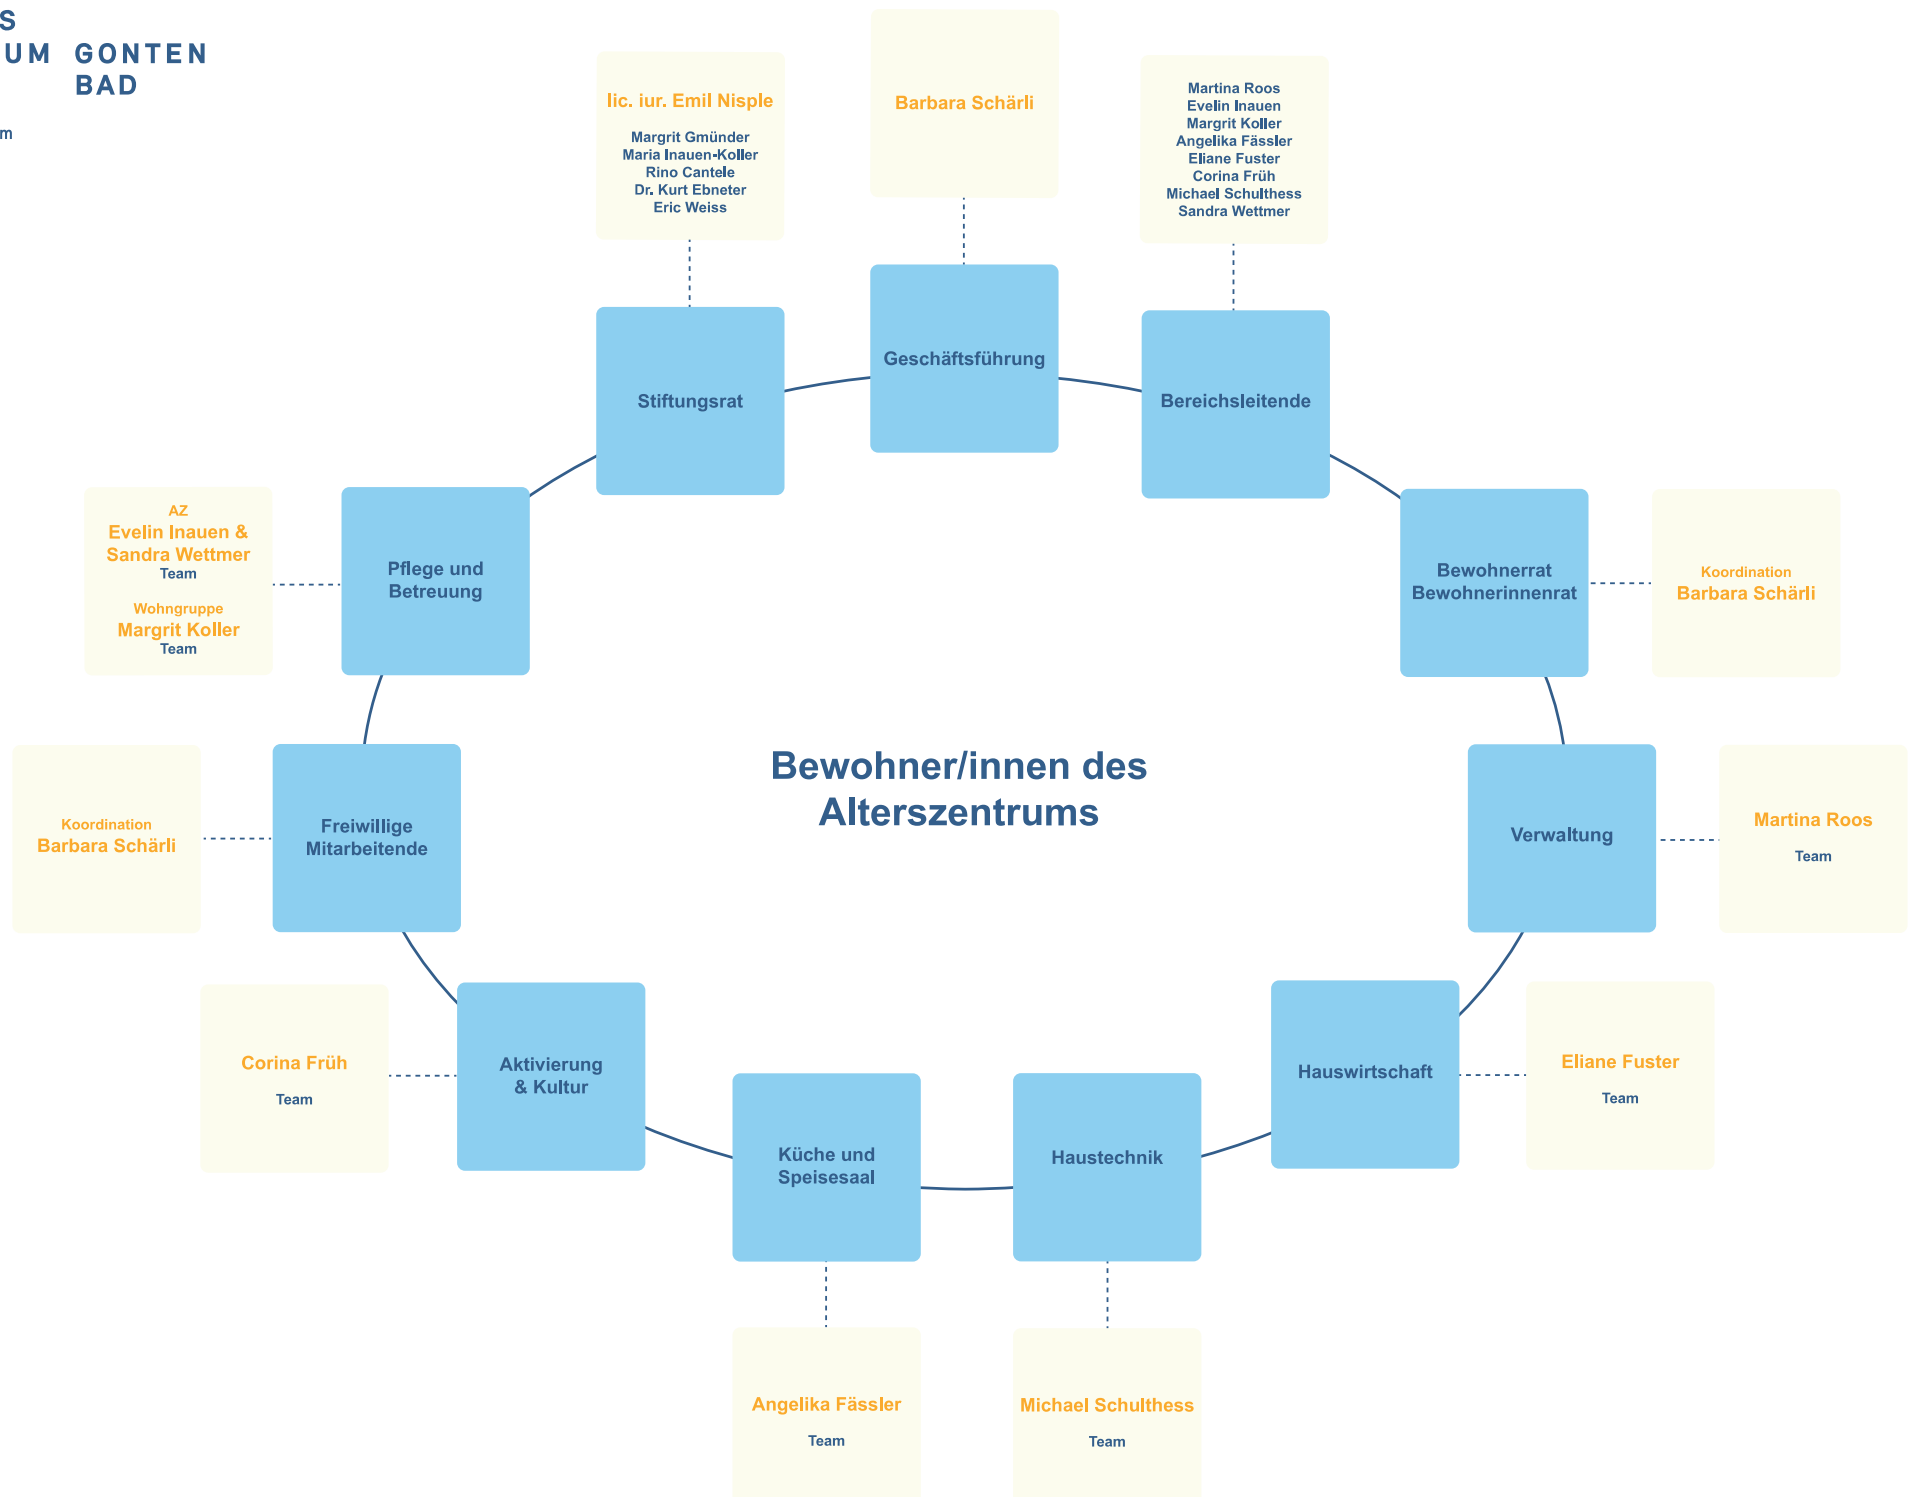 S
UM GONTEN
BAD
m
lic. iur. Emil Nisple
Margrit Gmünder
Maria Inauen-Koller
Rino Cantele
Dr. Kurt Ebneter
Eric Weiss
Barbara Schärli
Martina Roos
Evelin Inauen
Margrit Koller
Angelika Fässler
Eliane Fuster
Corina Früh
Michael Schulthess
Sandra Wettmer
Stiftungsrat
Geschäftsführung
Bereichsleitende
AZ
Evelin Inauen &
Sandra Wettmer
Team
Wohngruppe
Margrit Koller
Team
Pflege und
Betreuung
Bewohnerrat
Bewohnerinnenrat
Koordination
Barbara Schärli
Koordination
Barbara Schärli
Freiwillige
Mitarbeitende
Bewohner/innen des
Alterszentrums
Verwaltung
Martina Roos
Team
Corina Früh
Team
Aktivierung
& Kultur
Küche und
Speisesaal
Haustechnik
Hauswirtschaft
Eliane Fuster
Team
Angelika Fässler
Team
Michael Schulthess
Team